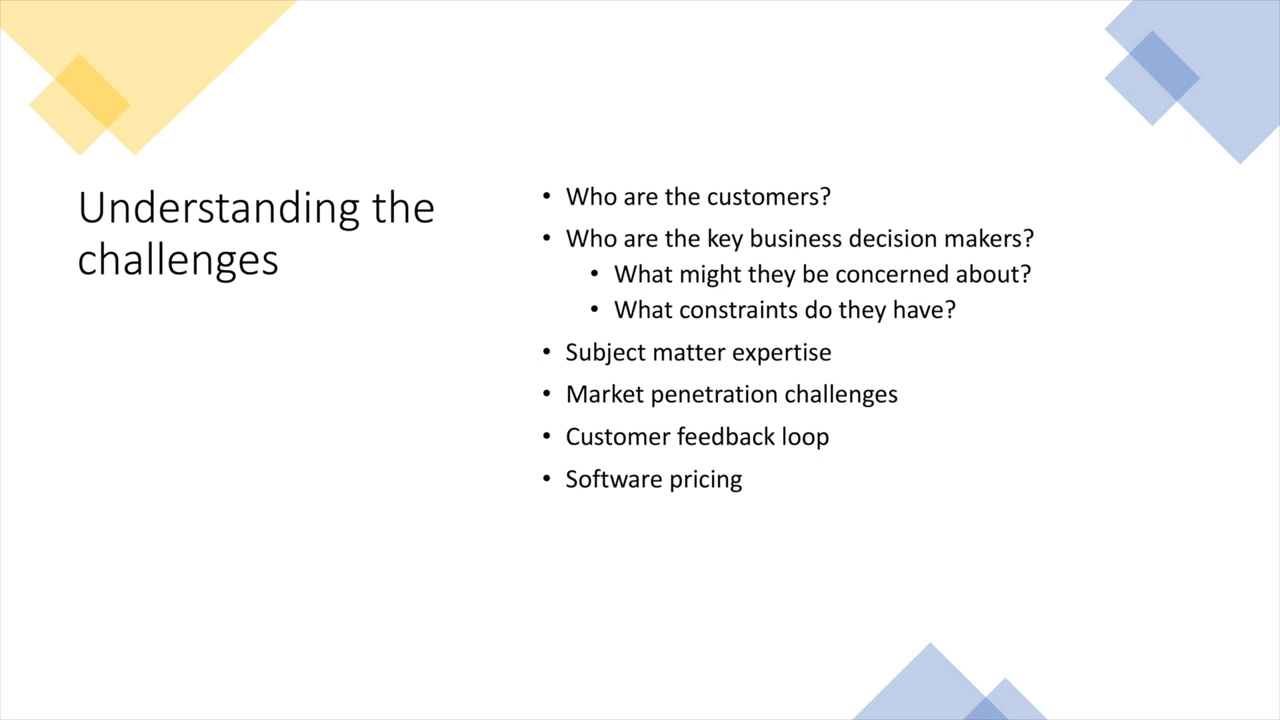 Understanding the
challenges
• Who are the customers?
• Who are the key business decision makers?
• What might they be concerned about?
• What constraints do they have?
• Subject matter expertise
• Market penetration challenges
• Customer feedback loop
• Software pricing